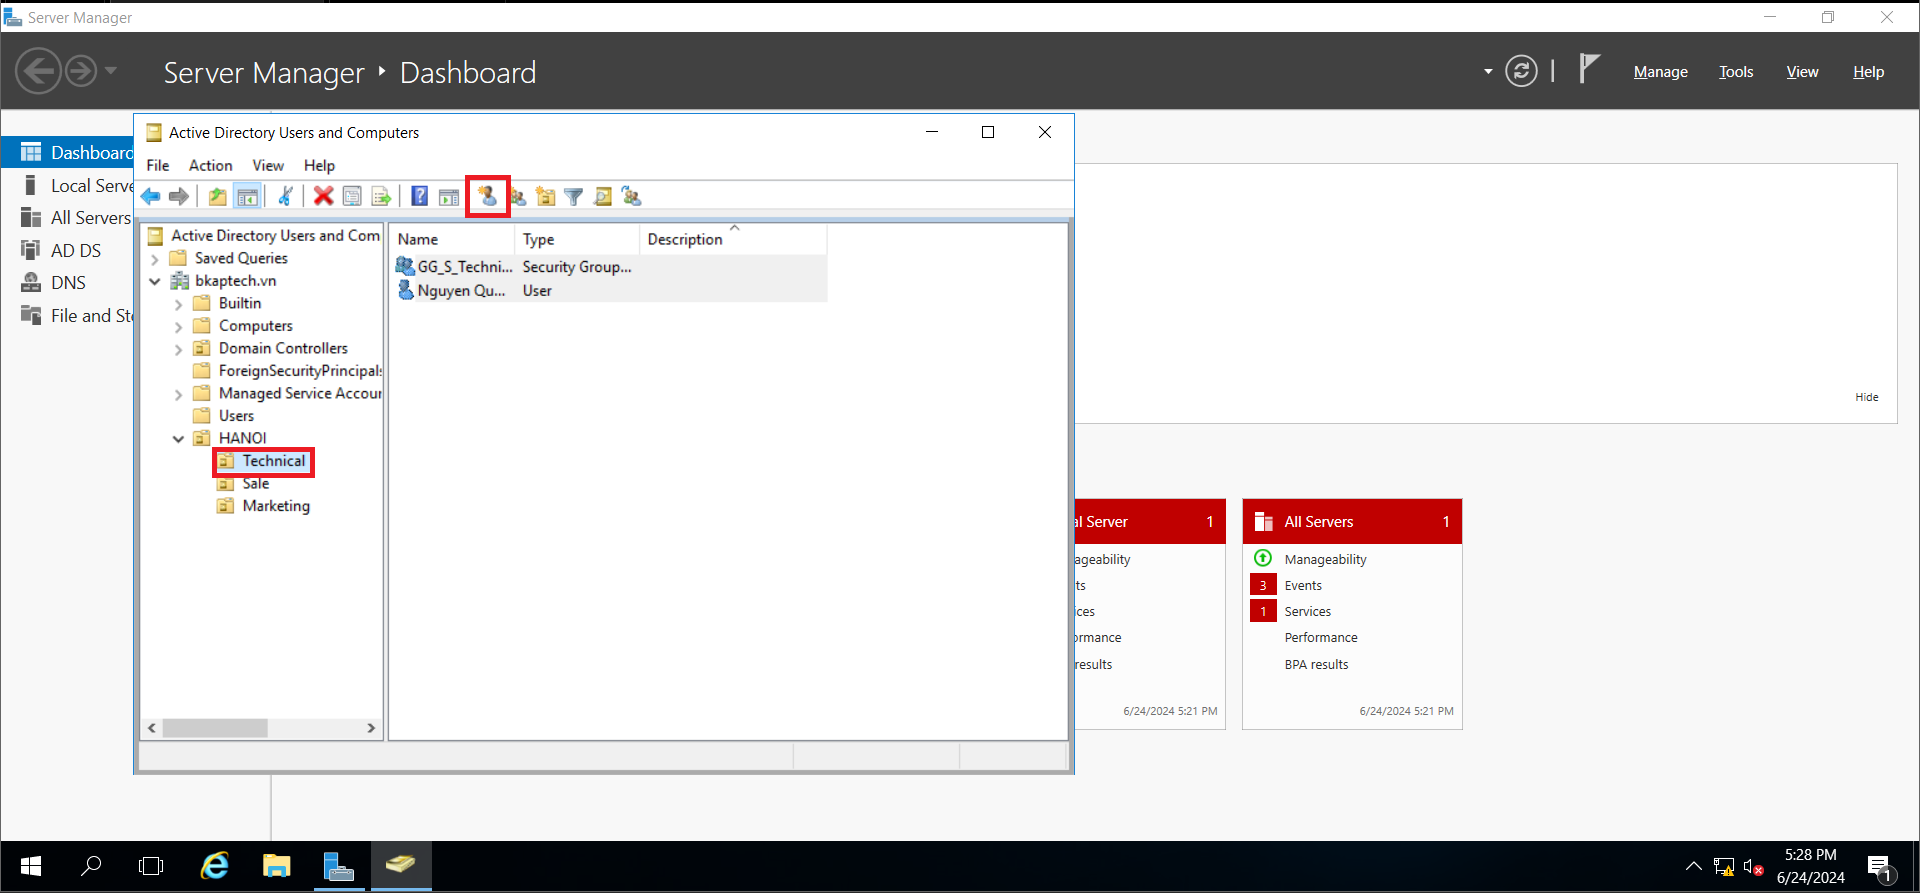 Server Manager
Server Manager ‣ Dashboard
Manage Tools View Help
Dashboard
Local Serve
All Servers
AD DS
DNS
File and Sto
Active Directory Users and Computers
File Action View Help
Active Directory Users and Com
Saved Queries
bkaptech.vn
Builtin
Computers
Domain Controllers
ForeignSecurityPrincipals
Managed Service Accour
Users
HANOI
Technical
Sale
Marketing
Name Type Description
GG_S_Techni... Security Group...
Nguyen Qu... User
Hide
al Server 1
ageability
ts
ices
ormance
results
6/24/2024 5:21 PM
All Servers 1
Manageability
3 Events
1 Services
Performance
BPA results
6/24/2024 5:21 PM
5:28 PM
6/24/2024
1